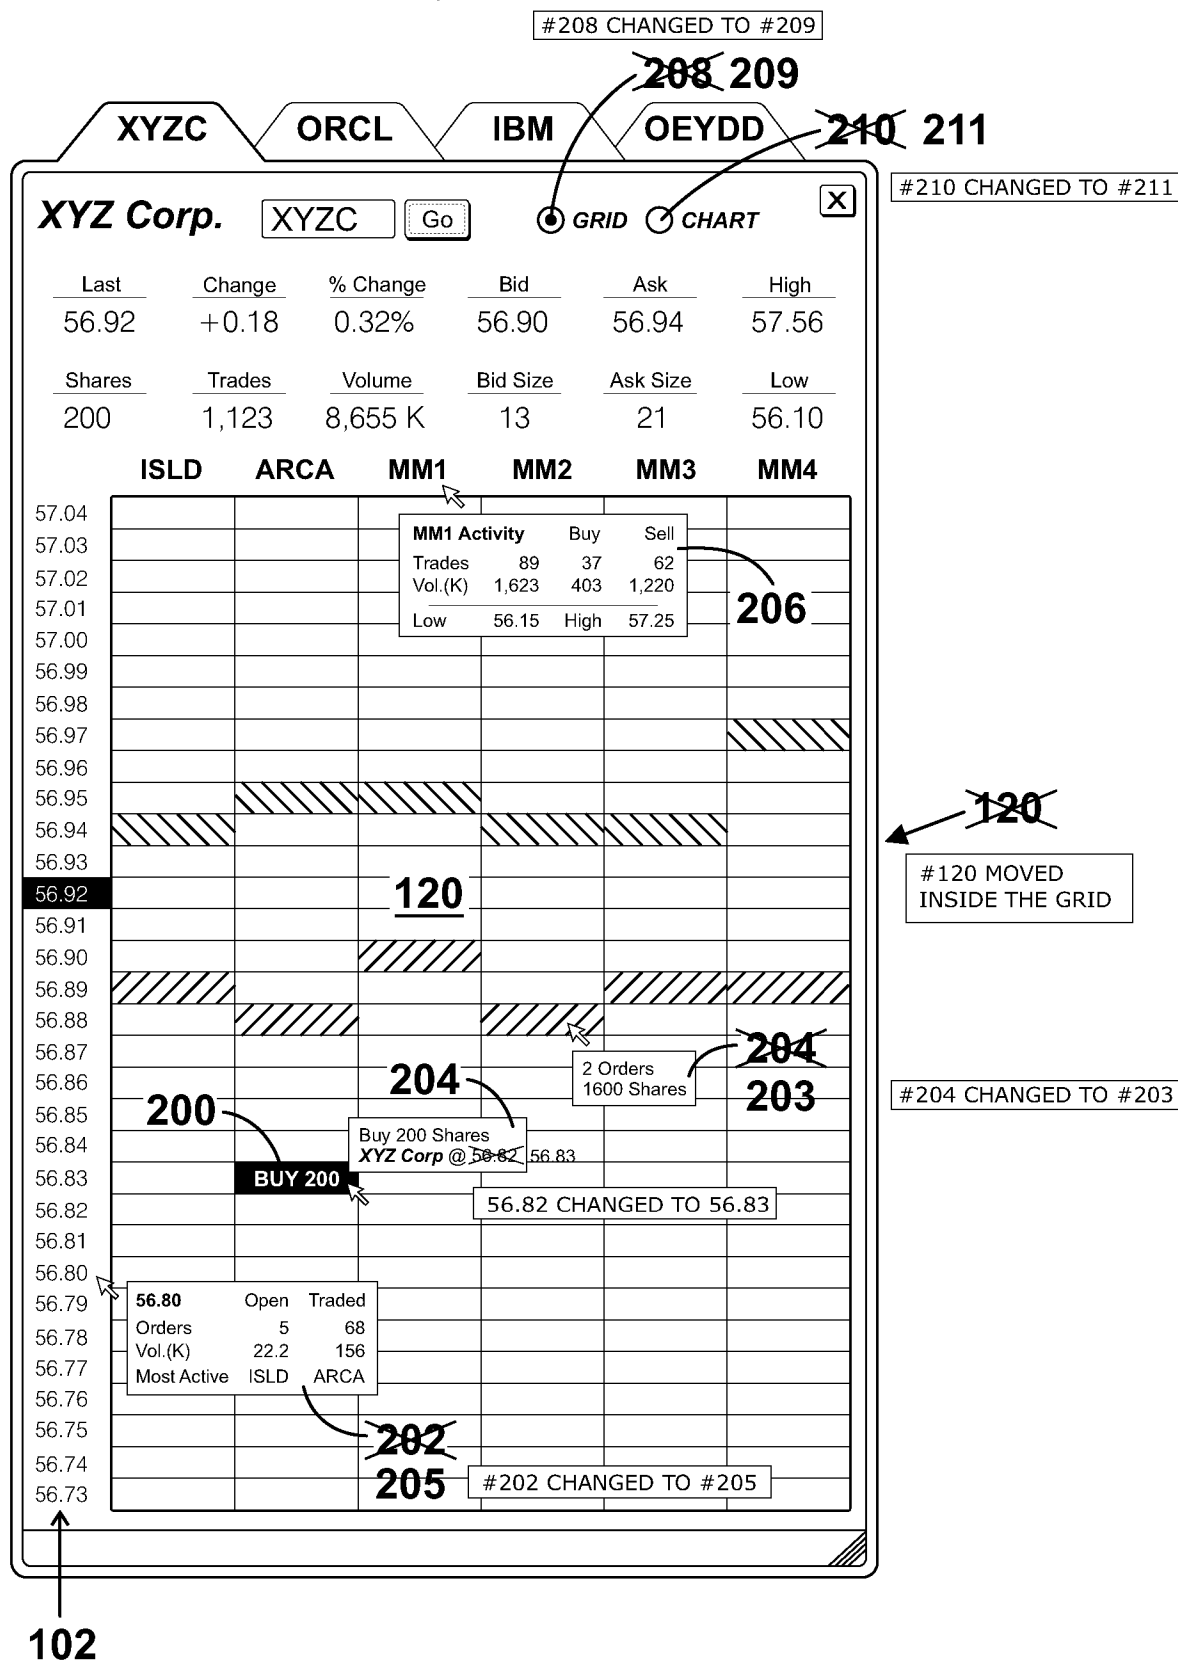 #208 CHANGED TO #209
208 209
XYZC ORCL IBM OEYDD 210 211
#210 CHANGED TO #211
XYZ Corp. XYZC Go GRID CHART X
Last Change % Change Bid Ask High
56.92 +0.18 0.32% 56.90 56.94 57.56
Shares Trades Volume Bid Size Ask Size Low
200 1,123 8,655 K 13 21 56.10
ISLD ARCA MM1 MM2 MM3 MM4
57.04
57.03
57.02
57.01
57.00
56.99
56.98
56.97
56.96
56.95
56.94
56.93
56.92
56.91
56.90
56.89
56.88
56.87
56.86
56.85
56.84
56.83
56.82
56.81
56.80
56.79
56.78
56.77
56.76
56.75
56.74
56.73
MM1 Activity Buy Sell
Trades 89 37 62
Vol.(K) 1,623 403 1,220
Low 56.15 High 57.25
206
120
#120 MOVED
INSIDE THE GRID
120
2 Orders
1600 Shares
204
203
#204 CHANGED TO #203
204
200
Buy 200 Shares
XYZ Corp @ 56.82 56.83
BUY 200
56.82 CHANGED TO 56.83
56.80 Open Traded
Orders 5 68
Vol.(K) 22.2 156
Most Active ISLD ARCA
202
205
#202 CHANGED TO #205
102